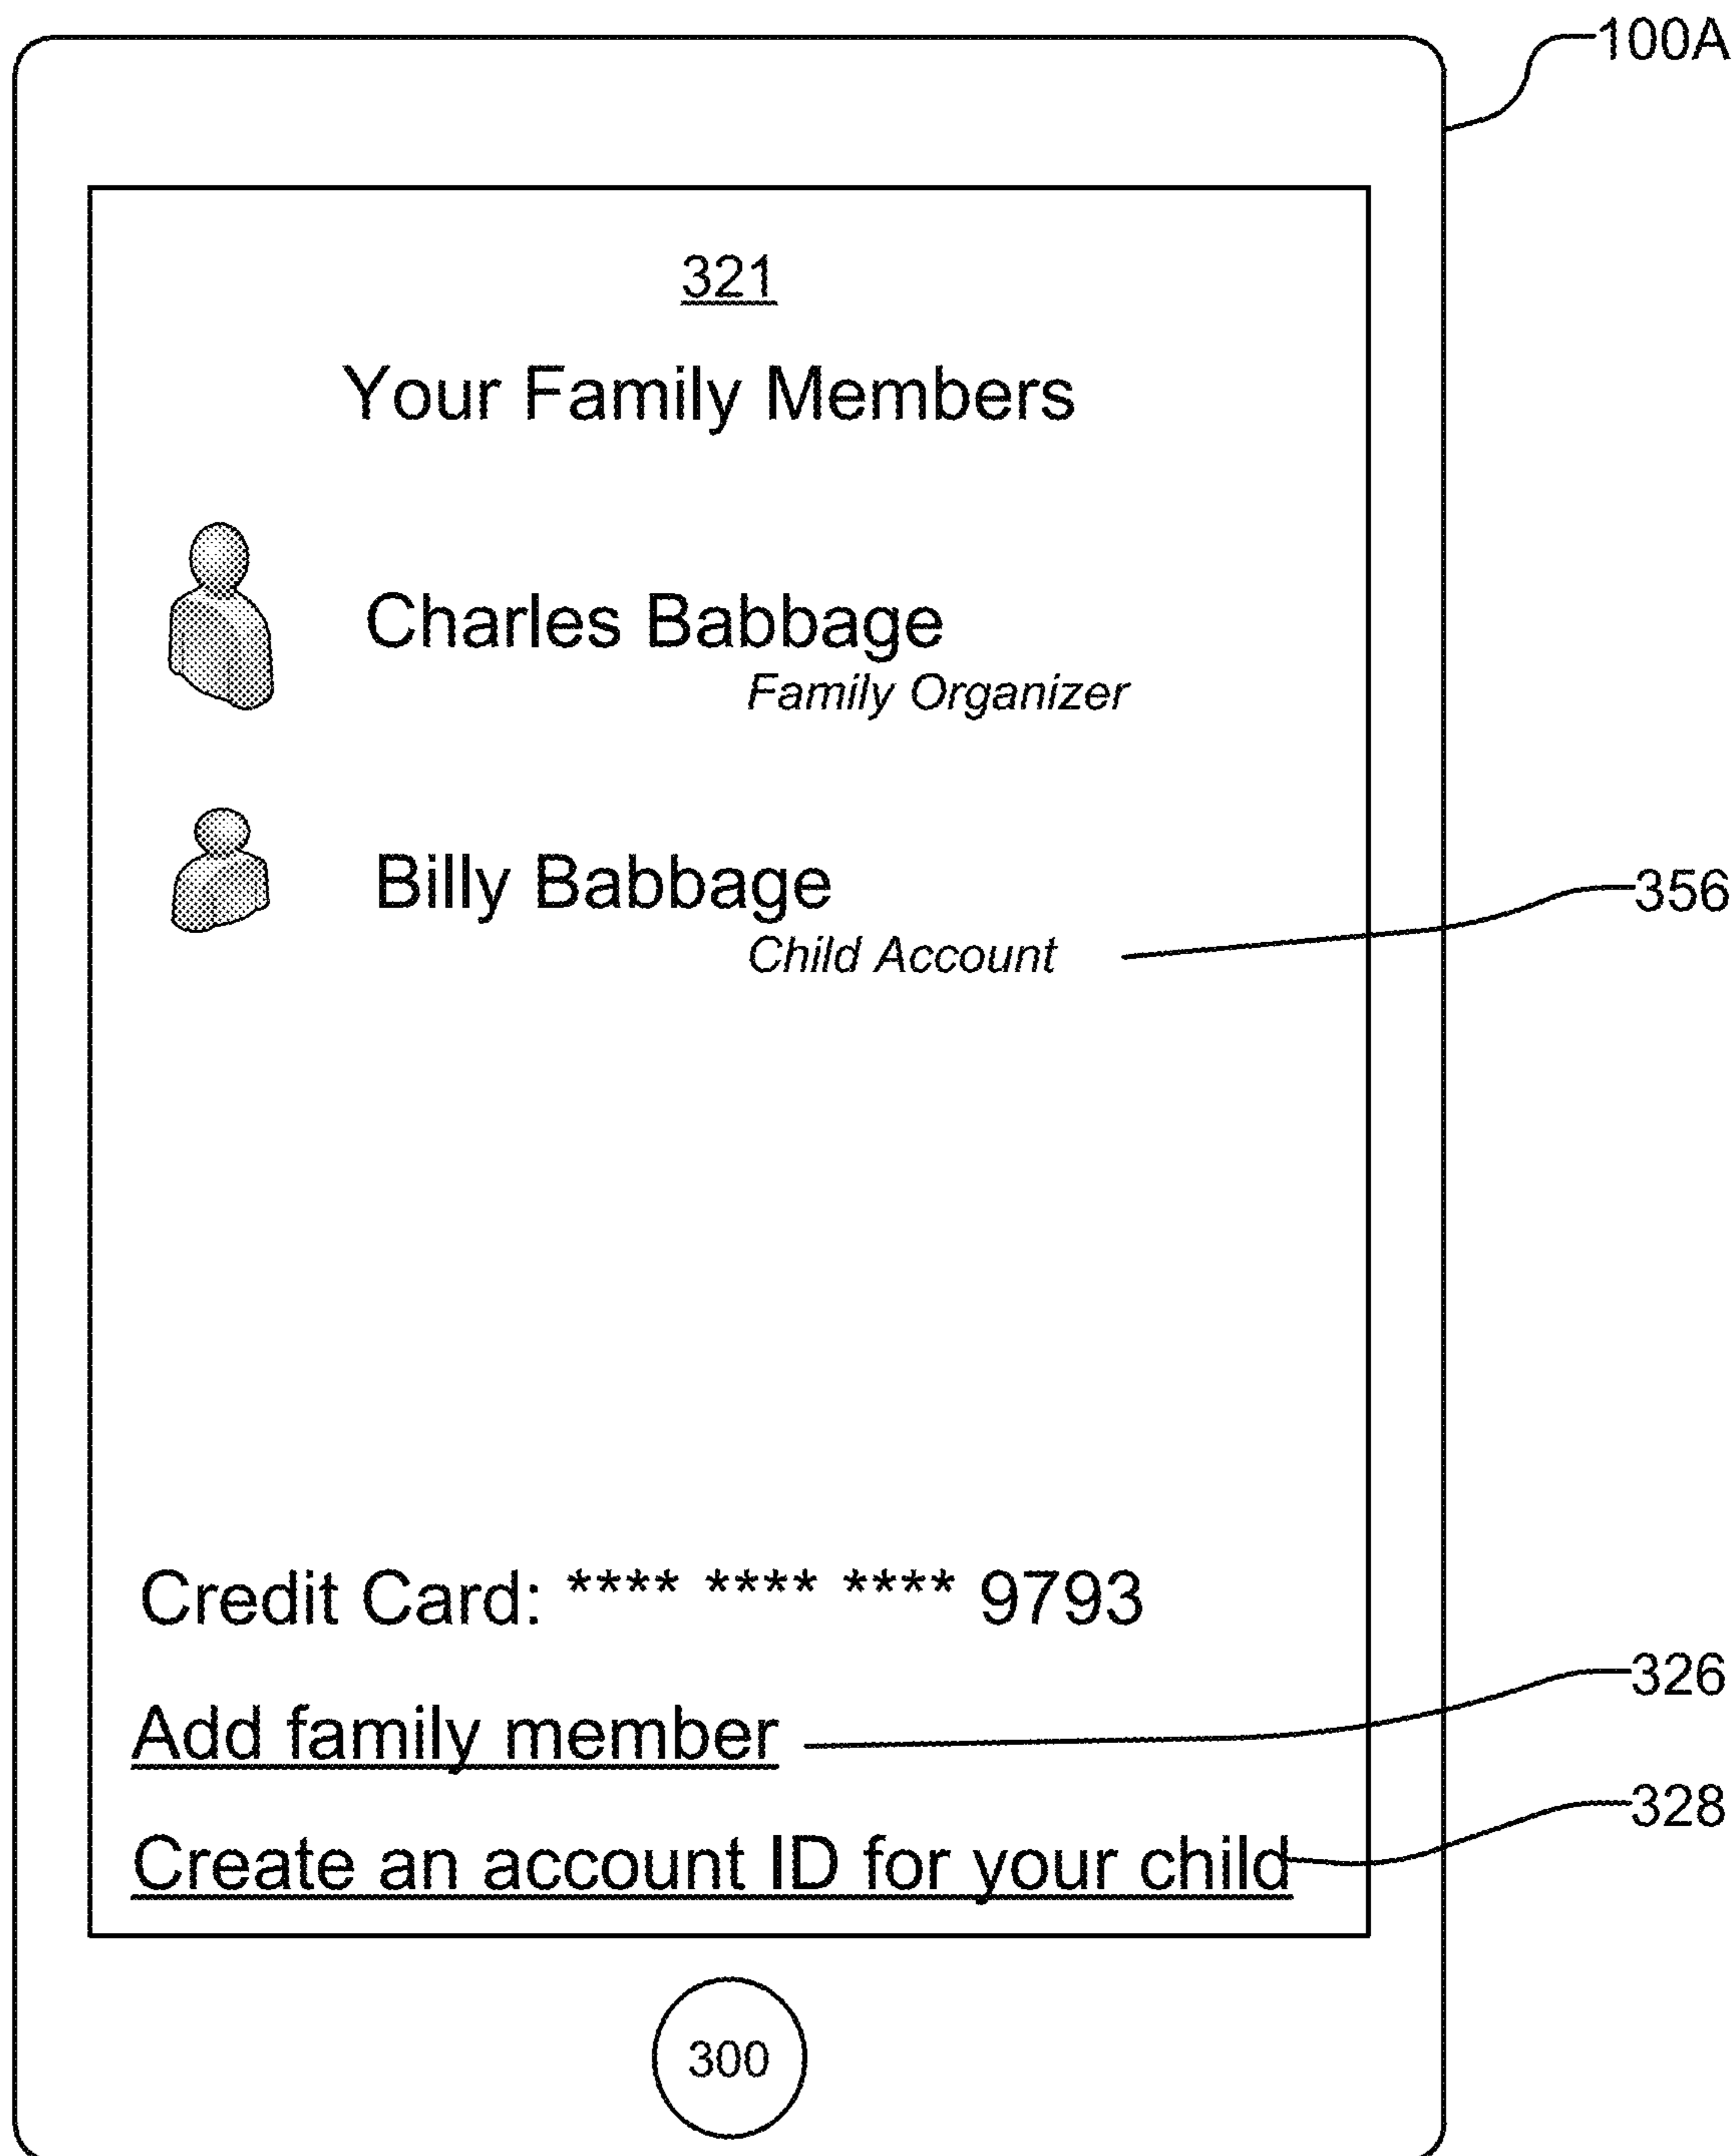 100A
321
Your Family Members
Charles Babbage
Family Organizer
Billy Babbage
356
Child Account
Credit Card: **** **** **** 9793
326
Add family member
328
Create an account ID for your child
300